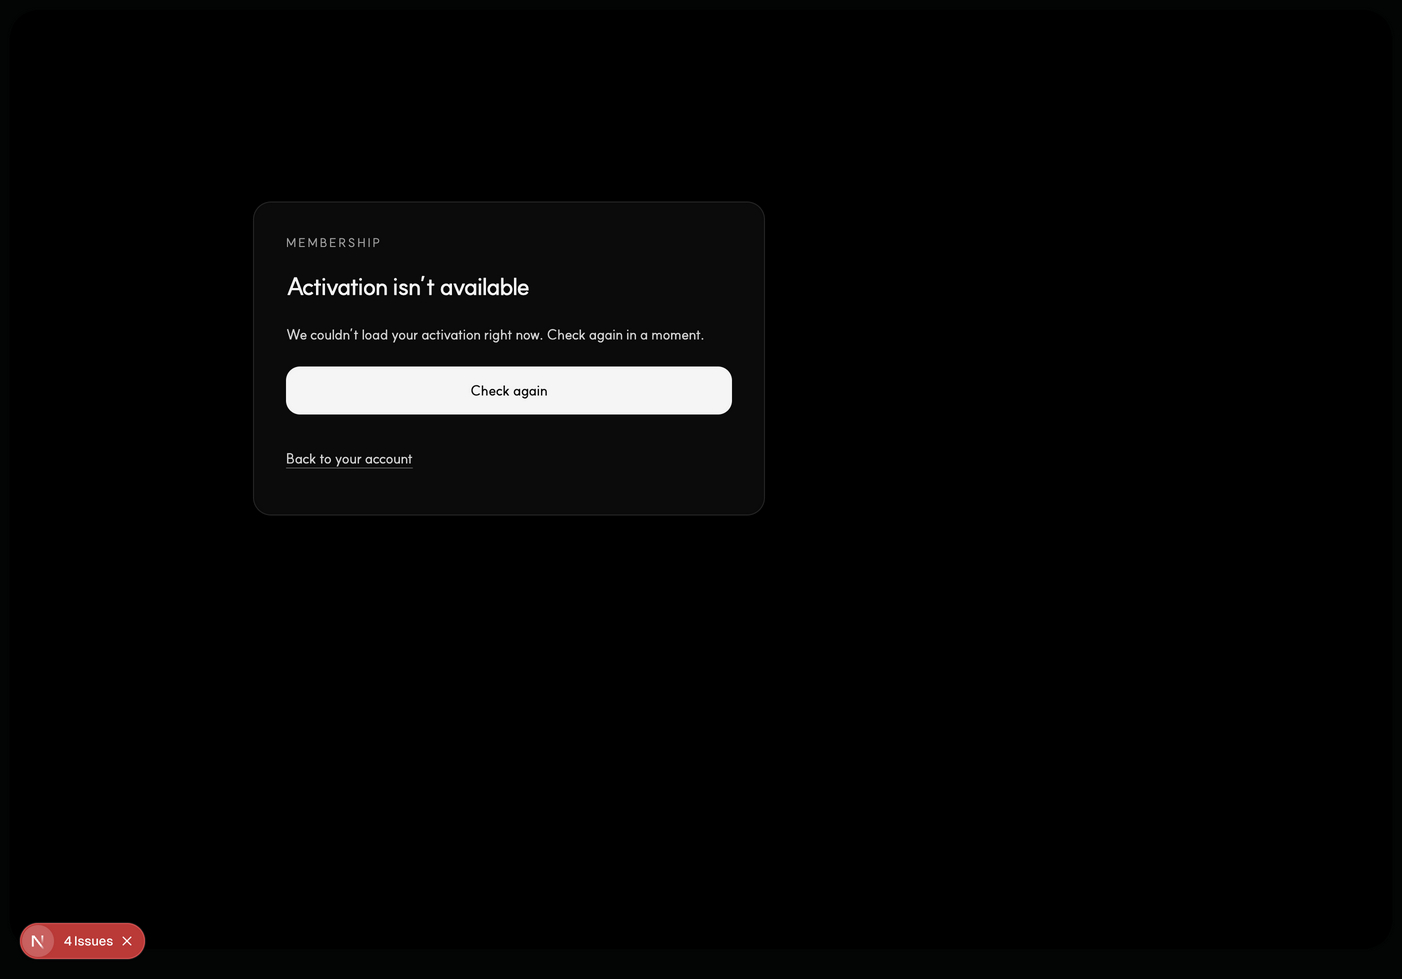 MEMBERSHIP
Activation isn't available
We couldn't load your activation right now. Check again in a moment.
Check again
Back to your account
N 4 Issues